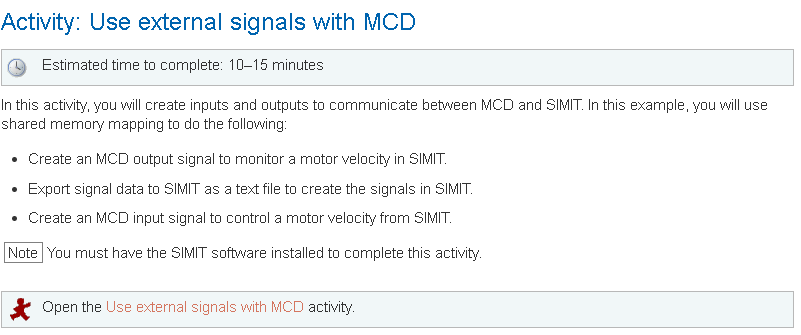 Activity: Use external signals with MCD
Estimated time to complete: 10–15 minutes
In this activity, you will create inputs and outputs to communicate between MCD and SIMIT. In this example, you will use
shared memory mapping to do the following:
• Create an MCD output signal to monitor a motor velocity in SIMIT.
• Export signal data to SIMIT as a text file to create the signals in SIMIT.
• Create an MCD input signal to control a motor velocity from SIMIT.
Note You must have the SIMIT software installed to complete this activity.
Open the Use external signals with MCD activity.